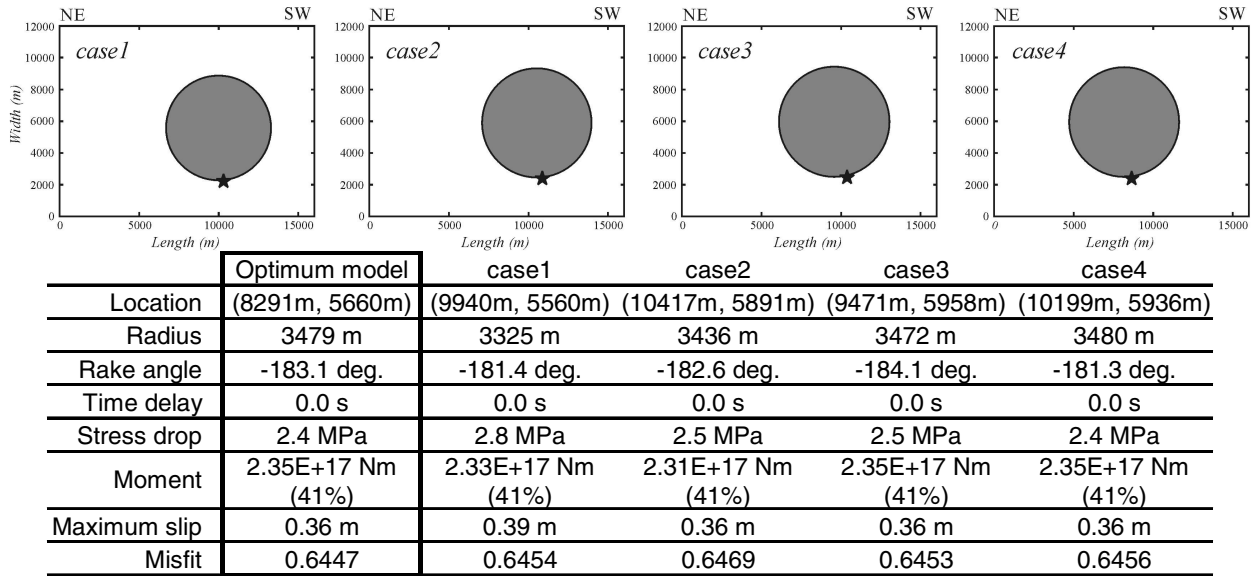 NE SW NE SW NE SW NE SW
case1 case2 case3 case4
Width (m)
12000 10000 8000 6000 4000 2000 0
0 5000 10000 15000
Length (m)
12000 10000 8000 6000 4000 2000 0
0 5000 10000 15000
Length (m)
12000 10000 8000 6000 4000 2000 0
0 5000 10000 15000
Length (m)
12000 10000 8000 6000 4000 2000 0
0 5000 10000 15000
Length (m)
Optimum model case1 case2 case3 case4
Location (8291m, 5660m) (9940m, 5560m) (10417m, 5891m) (9471m, 5958m) (10199m, 5936m)
Radius 3479 m 3325 m 3436 m 3472 m 3480 m
Rake angle -183.1 deg. -181.4 deg. -182.6 deg. -184.1 deg. -181.3 deg.
Time delay 0.0 s 0.0 s 0.0 s 0.0 s 0.0 s
Stress drop 2.4 MPa 2.8 MPa 2.5 MPa 2.5 MPa 2.4 MPa
Moment 2.35E+17 Nm 2.33E+17 Nm 2.31E+17 Nm 2.35E+17 Nm 2.35E+17 Nm
(41%) (41%) (41%) (41%) (41%)
Maximum slip 0.36 m 0.39 m 0.36 m 0.36 m 0.36 m
Misfit 0.6447 0.6454 0.6469 0.6453 0.6456